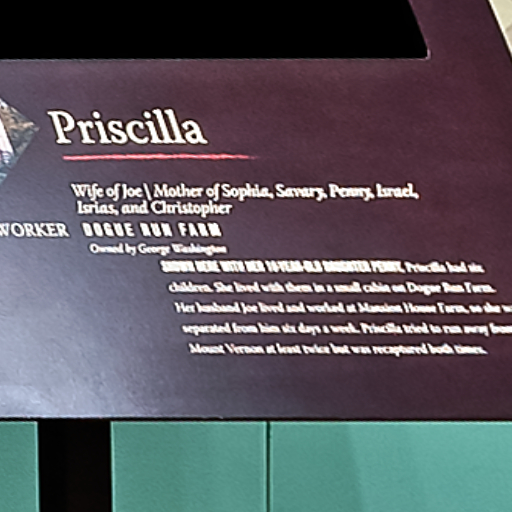 Priscilla
Wife of Joe \ Mother of Sophia, Savary, Penny, Israel,
Isrias, and Christopher
WORKER DOGUE RUN FARM
Owned by George Washington
SHOWN HERE WITH HER 10-YEAR-OLD DAUGHTER PENNY, Priscilla had six
children. She lived with them in a small cabin on Dogue Run Farm.
Her husband Joe lived and worked at Mansion House Farm, so she
separated from him six days a week. Priscilla tried to run away from
Mount Vernon at least twice but was recaptured both times.